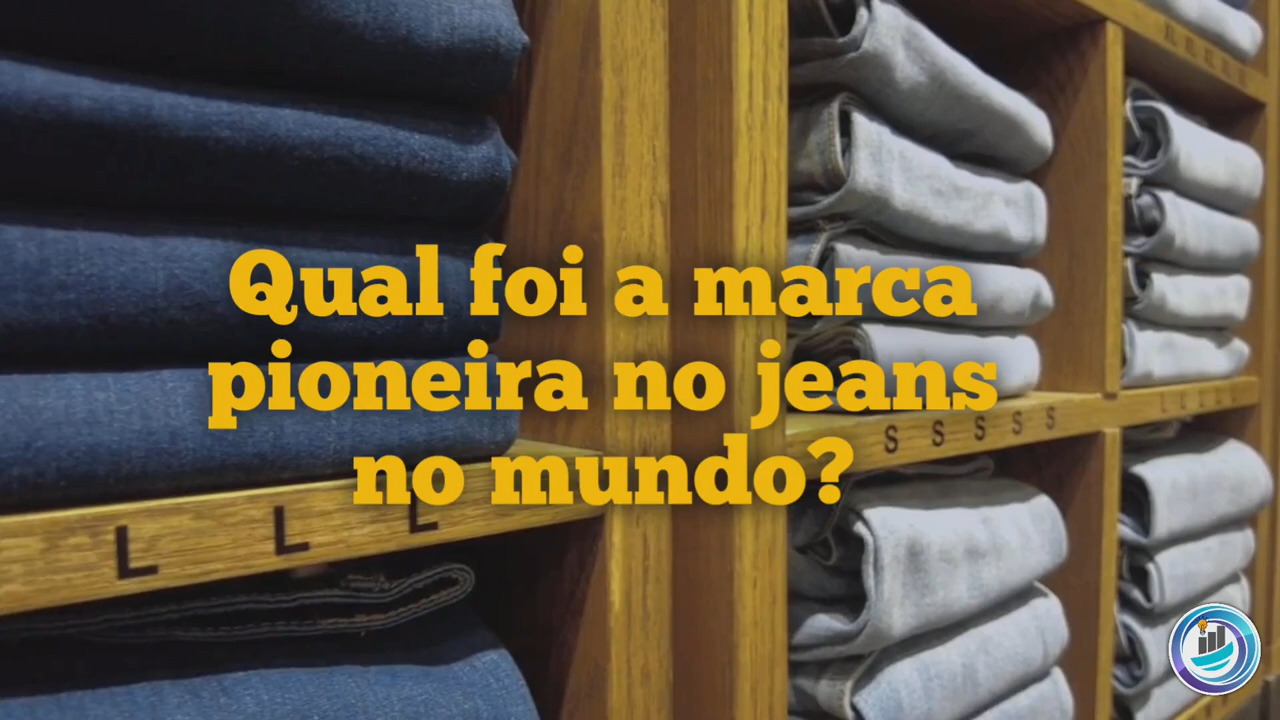 Qual foi a marca
pioneira no jeans
no mundo?
L L L
S S S S S